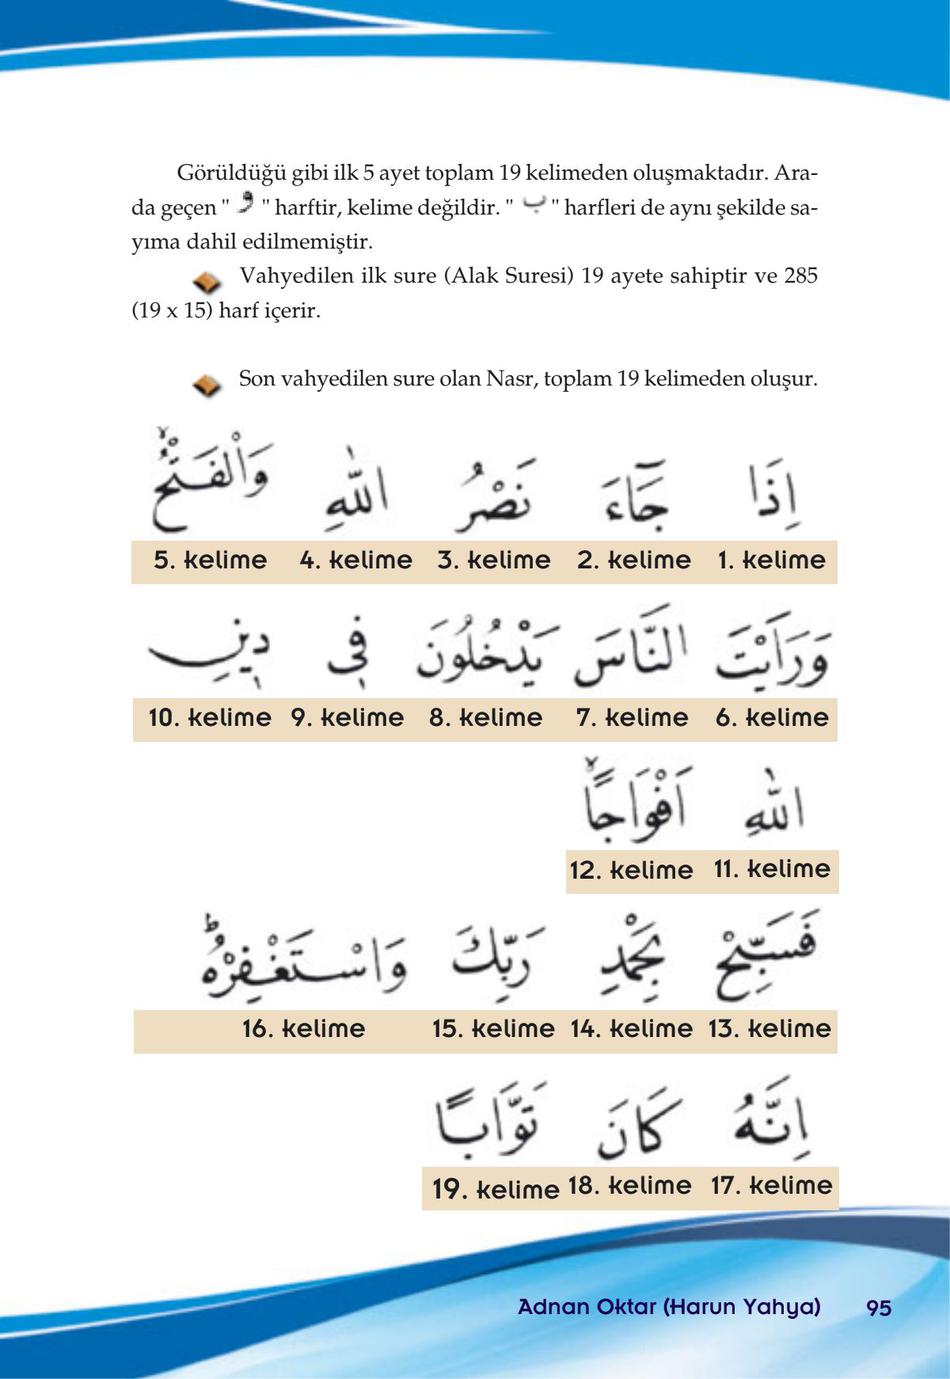 Görüldüğü gibi ilk 5 ayet toplam 19 kelimeden oluşmaktadır. Ara-
da geçen " و " harftir, kelime değildir. " ب " harfleri de aynı şekilde sa-
yıma dahil edilmemiştir.
Vahyedilen ilk sure (Alak Suresi) 19 ayete sahiptir ve 285
(19 x 15) harf içerir.
Son vahyedilen sure olan Nasr, toplam 19 kelimeden oluşur.
اِذَا جَٓاءَ نَصْرُ اللّٰهِ وَالْفَتْحُۙ
5. kelime 4. kelime 3. kelime 2. kelime 1. kelime
وَرَاَيْتَ النَّاسَ يَدْخُلُونَ فٖى دٖينِ
10. kelime 9. kelime 8. kelime 7. kelime 6. kelime
اللّٰهِ اَفْوَاجًاۙ
12. kelime 11. kelime
فَسَبِّحْ بِحَمْدِ رَبِّكَ وَاسْتَغْفِرْهُؕ
16. kelime 15. kelime 14. kelime 13. kelime
اِنَّهُ كَانَ تَوَّابًا
19. kelime 18. kelime 17. kelime
Adnan Oktar (Harun Yahya) 95